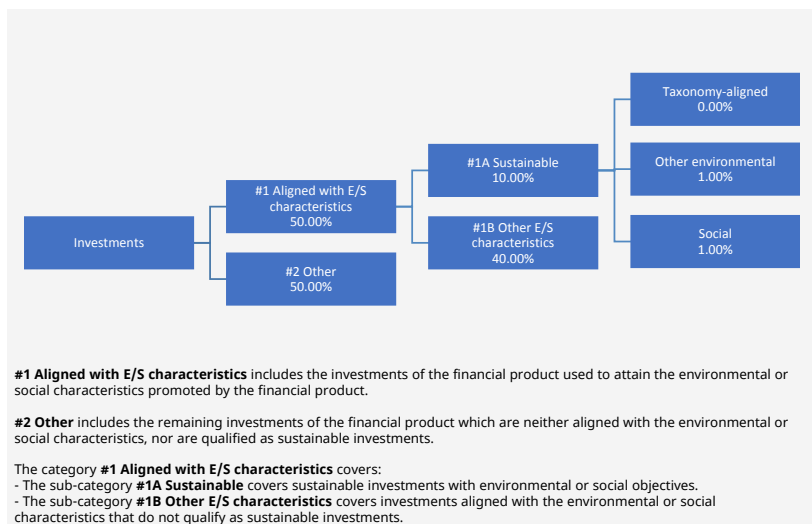 Taxonomy-aligned
0.00%
#1A Sustainable
10.00%
Other environmental
1.00%
#1 Aligned with E/S
characteristics
50.00%
#1B Other E/S
characteristics
40.00%
Social
1.00%
Investments
#2 Other
50.00%
#1 Aligned with E/S characteristics includes the investments of the financial product used to attain the environmental or
social characteristics promoted by the financial product.
#2 Other includes the remaining investments of the financial product which are neither aligned with the environmental or
social characteristics, nor are qualified as sustainable investments.
The category #1 Aligned with E/S characteristics covers:
- The sub-category #1A Sustainable covers sustainable investments with environmental or social objectives.
- The sub-category #1B Other E/S characteristics covers investments aligned with the environmental or social
characteristics that do not qualify as sustainable investments.